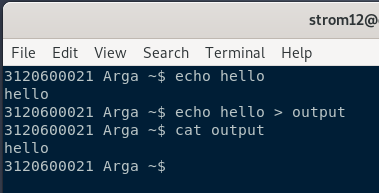 strom12@
File Edit View Search Terminal Help
3120600021 Arga ~$ echo hello
hello
3120600021 Arga ~$ echo hello > output
3120600021 Arga ~$ cat output
hello
3120600021 Arga ~$